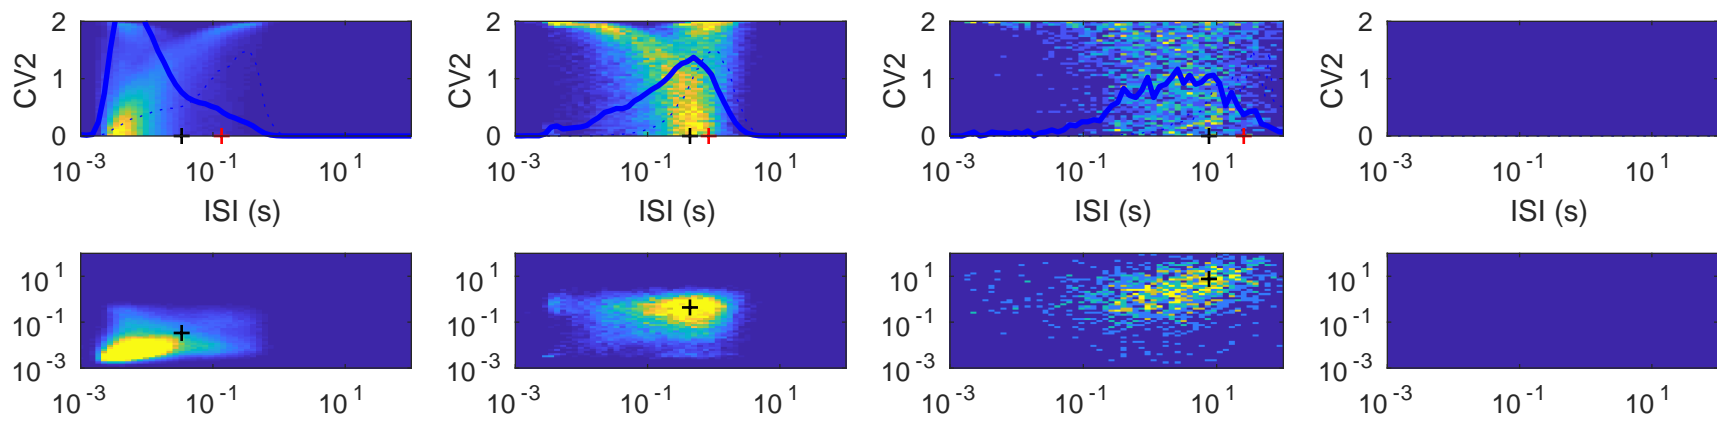 2 2 2 2
CV2 1 CV2 1 CV2 1 CV2 1
0 0 0 0
10^-3 10^-1 10^1 10^-3 10^-1 10^1 10^-3 10^-1 10^1 10^-3 10^-1 10^1
ISI (s) ISI (s) ISI (s) ISI (s)
10^1 10^1 10^1 10^1
10^-1 10^-1 10^-1 10^-1
10^-3 10^-3 10^-3 10^-3
10^-3 10^-1 10^1 10^-3 10^-1 10^1 10^-3 10^-1 10^1 10^-3 10^-1 10^1